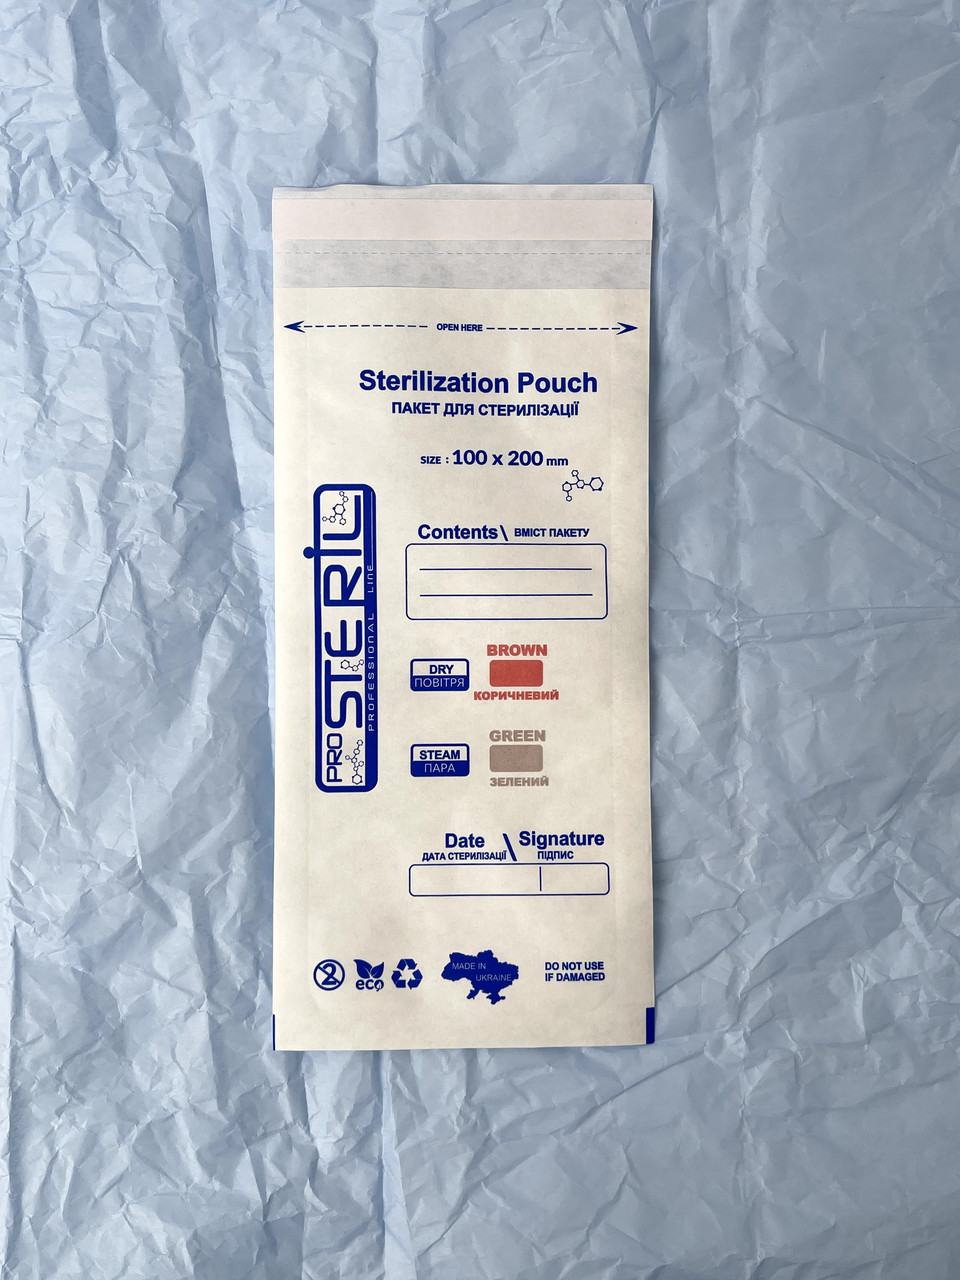 OPEN HERE
Sterilization Pouch
ПАКЕТ ДЛЯ СТЕРИЛІЗАЦІЇ
SIZE : 100 x 200 mm
Contents\ ВМІСТ ПАКЕТУ
PRO STERIL
PROFESSIONAL LINE
DRY
ПОВІТРЯ
BROWN
КОРИЧНЕВИЙ
STEAM
ПАРА
GREEN
ЗЕЛЕНИЙ
Date \ Signature
ДАТА СТЕРИЛІЗАЦІЇ ПІДПИС
2
eco
MADE IN
UKRAINE
DO NOT USE
IF DAMAGED